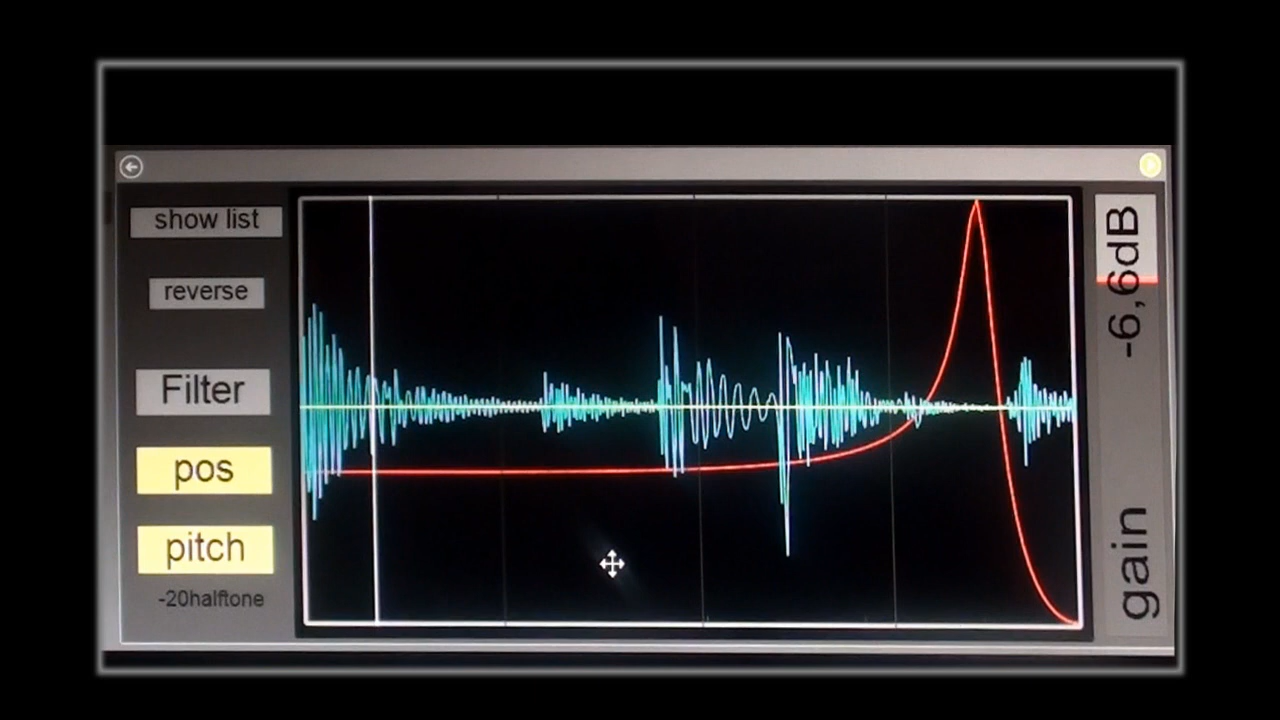 show list
reverse
Filter
pos
pitch
-20halftone
-6,6dB
gain